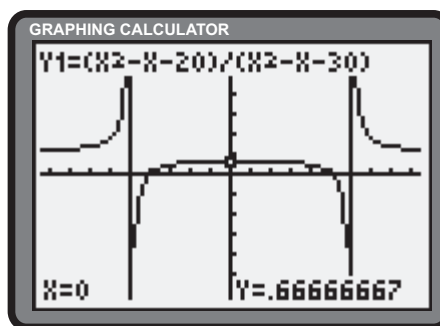 GRAPHING CALCULATOR
Y1=(X2-X-20)/(X2-X-30)
X=0 Y=.66666667